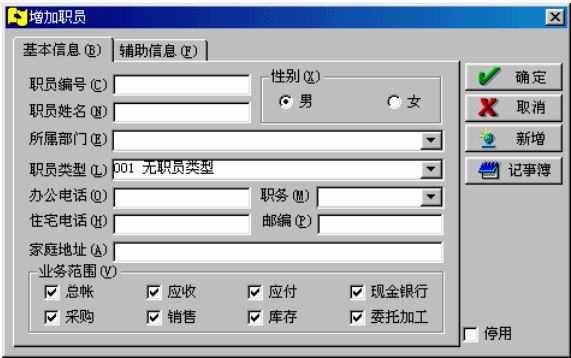 增加职员
基本信息(B) 辅助信息(F)
职员编号(C) 性别(X)
男 女
职员姓名(N)
所属部门(E)
职员类型(L) 001 无职员类型
办公电话(O) 职务(M)
住宅电话(H) 邮编(P)
家庭地址(A)
业务范围(V)
总帐 应收 应付 现金银行
采购 销售 库存 委托加工
确定
取消
新增
记事簿
停用